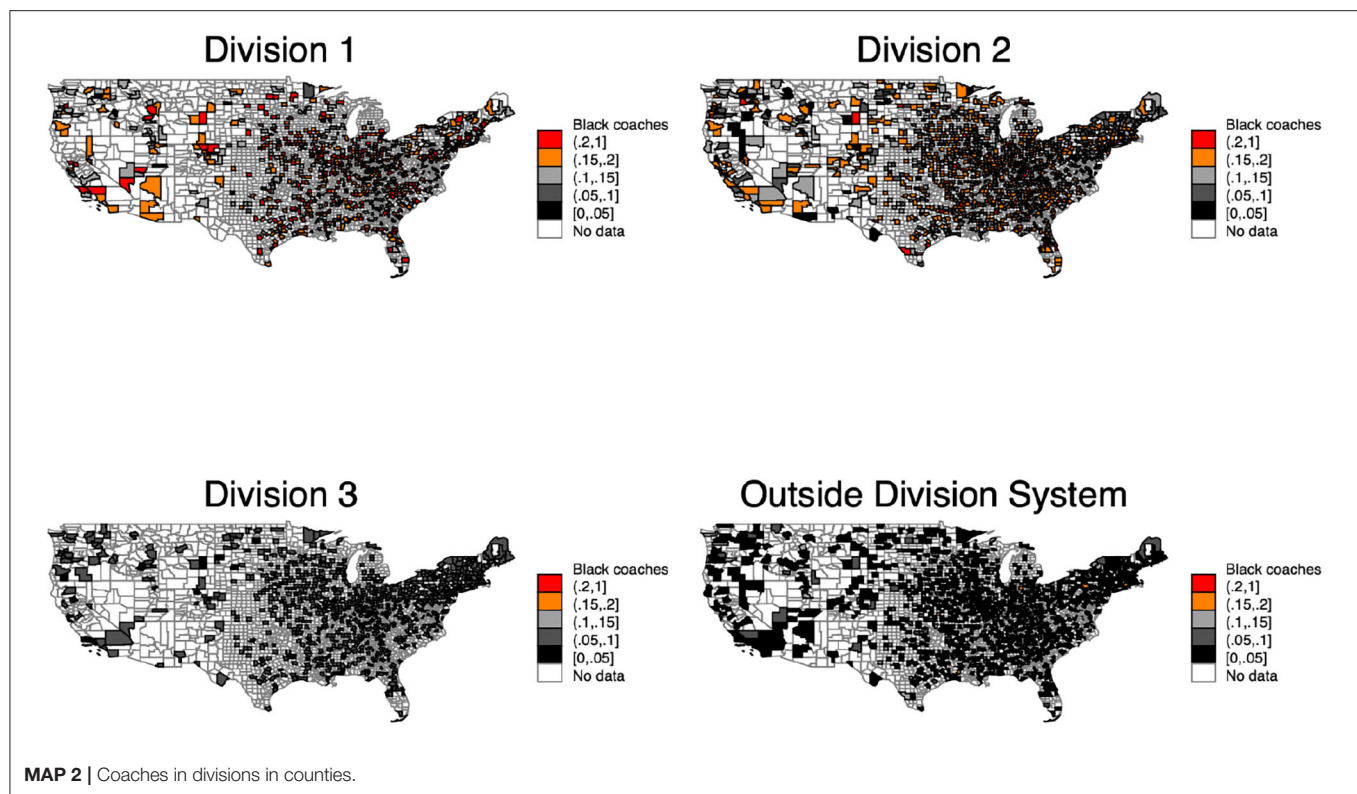 Division 1
Black coaches
(.2,1]
(.15,.2]
(.1,.15]
(.05,.1]
[0,.05]
No data
Division 2
Black coaches
(.2,1]
(.15,.2]
(.1,.15]
(.05,.1]
[0,.05]
No data
Division 3
Black coaches
(.2,1]
(.15,.2]
(.1,.15]
(.05,.1]
[0,.05]
No data
Outside Division System
Black coaches
(.2,1]
(.15,.2]
(.1,.15]
(.05,.1]
[0,.05]
No data
MAP 2 | Coaches in divisions in counties.